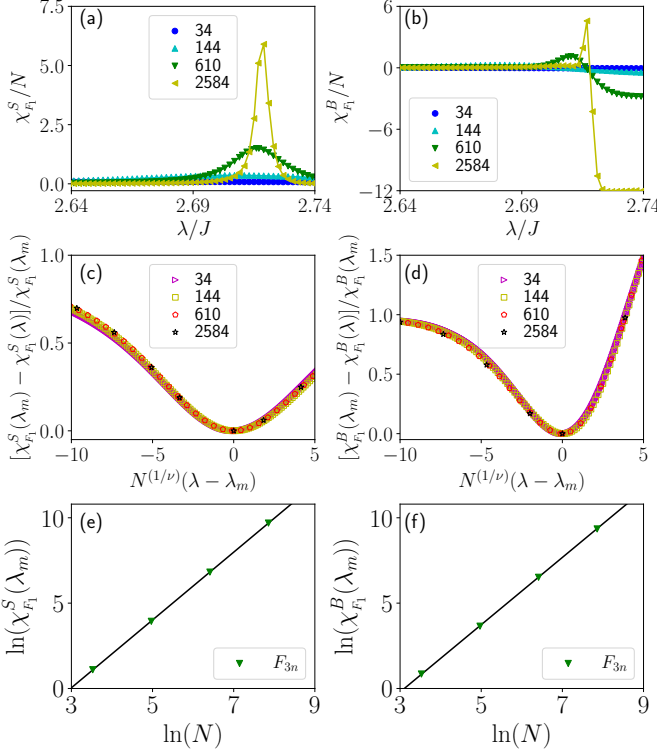 (a)
34
144
610
2584
7.5
5.0
2.5
0.0
χ^S_{F_1}/N
2.64 2.69 2.74
λ/J
(b)
34
144
610
2584
6
0
−6
−12
χ^B_{F_1}/N
2.64 2.69 2.74
λ/J
(c)
34
144
610
2584
1.0
0.5
0.0
[χ^S_{F_1}(λ_m) − χ^S_{F_1}(λ)]/χ^S_{F_1}(λ_m)
−10 −5 0 5
N^{(1/ν)}(λ − λ_m)
(d)
34
144
610
2584
1.5
1.0
0.5
0.0
[χ^B_{F_1}(λ_m) − χ^B_{F_1}(λ)]/χ^B_{F_1}(λ_m)
−10 −5 0 5
N^{(1/ν)}(λ − λ_m)
(e)
10
5
0
ln(χ^S_{F_1}(λ_m))
F_{3n}
3 5 7 9
ln(N)
(f)
10
5
0
ln(χ^B_{F_1}(λ_m))
F_{3n}
3 5 7 9
ln(N)